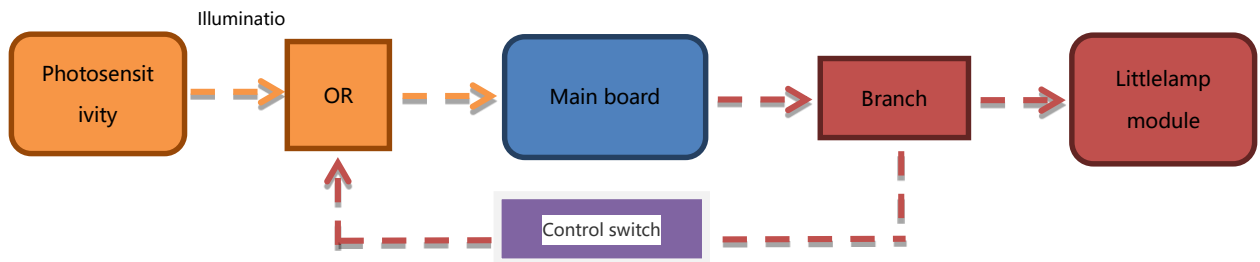 Illuminatio
Photosensit
ivity
OR
Main board
Branch
Littlelamp
module
Control switch